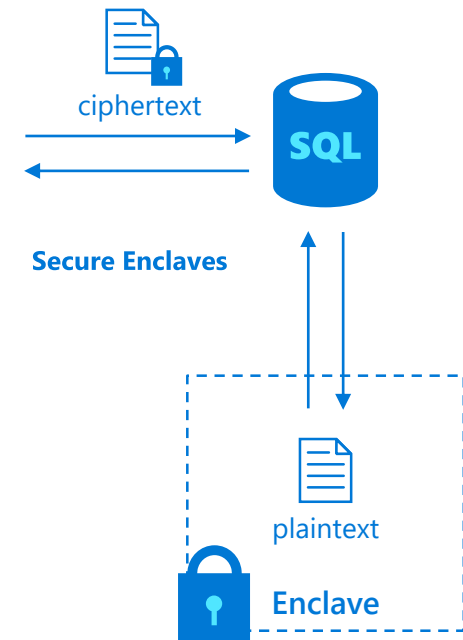 ciphertext
SQL
Secure Enclaves
plaintext
Enclave